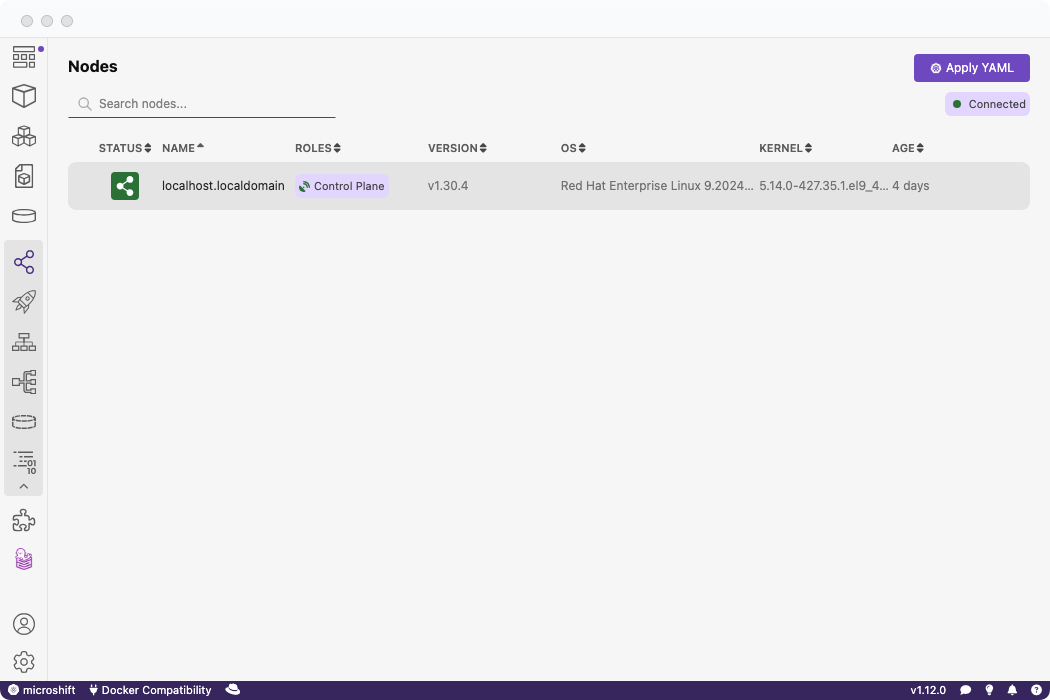 Nodes
Apply YAML
Search nodes...
Connected
STATUS NAME ROLES VERSION OS KERNEL AGE
localhost.localdomain Control Plane v1.30.4 Red Hat Enterprise Linux 9.2024... 5.14.0-427.35.1.el9_4... 4 days
01
10
microshift Docker Compatibility v1.12.0